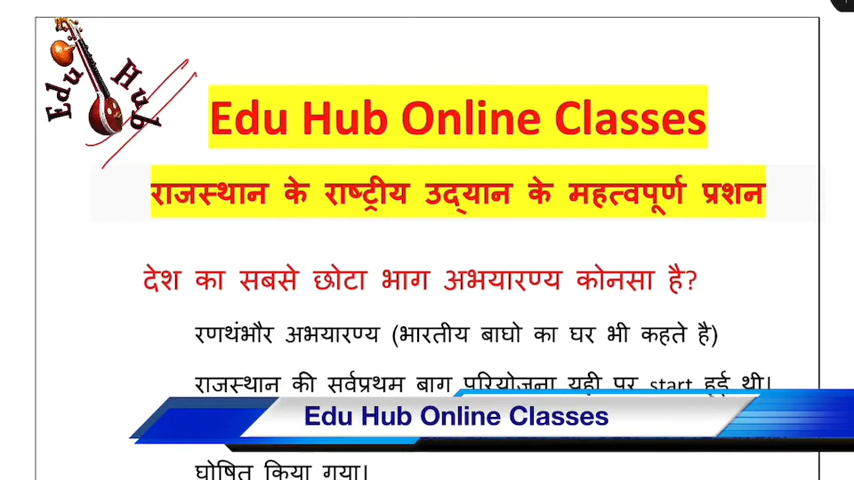 Edu Hub
Edu Hub Online Classes
राजस्थान के राष्ट्रीय उद्यान के महत्वपूर्ण प्रशन
देश का सबसे छोटा भाग अभयारण्य कोनसा है?
रणथंभौर अभयारण्य (भारतीय बाघो का घर भी कहते है)
राजस्थान की सर्वप्रथम बाग परियोजना यही पर start हुई थी।
Edu Hub Online Classes
घोषित किया गया।